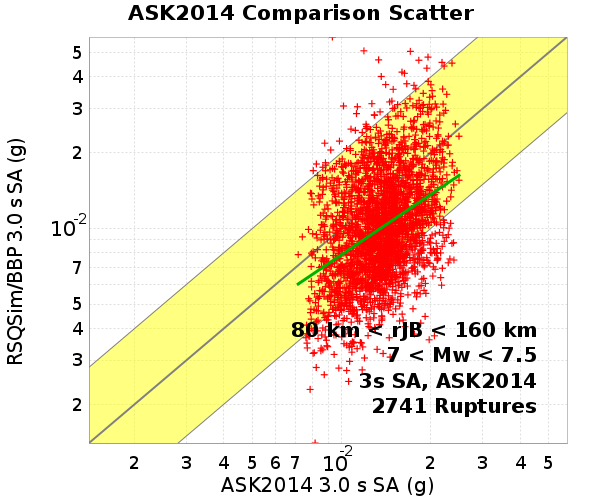 ASK2014 Comparison Scatter
RSQSim/BBP 3.0 s SA (g)
5
4
3
2
10-2
7
5
4
3
2
80 km < rJB < 160 km
7 < Mw < 7.5
3s SA, ASK2014
2741 Ruptures
2 3 4 5 6 7 10-2 2 3 4 5
ASK2014 3.0 s SA (g)